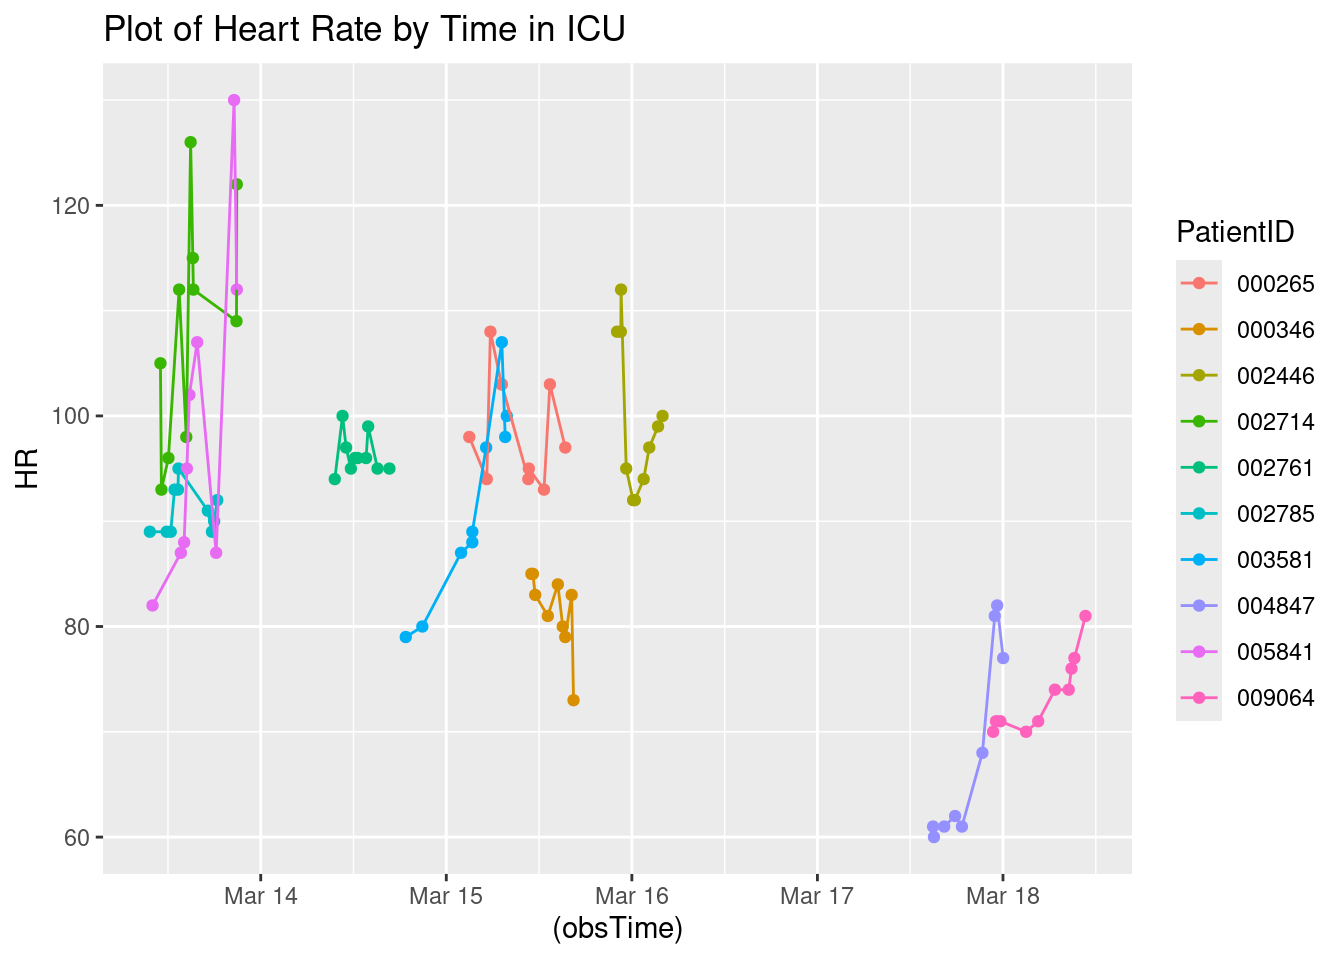 Plot of Heart Rate by Time in ICU
HR
120
100
80
60
Mar 14
Mar 15
Mar 16
Mar 17
Mar 18
(obsTime)
PatientID
000265
000346
002446
002714
002761
002785
003581
004847
005841
009064